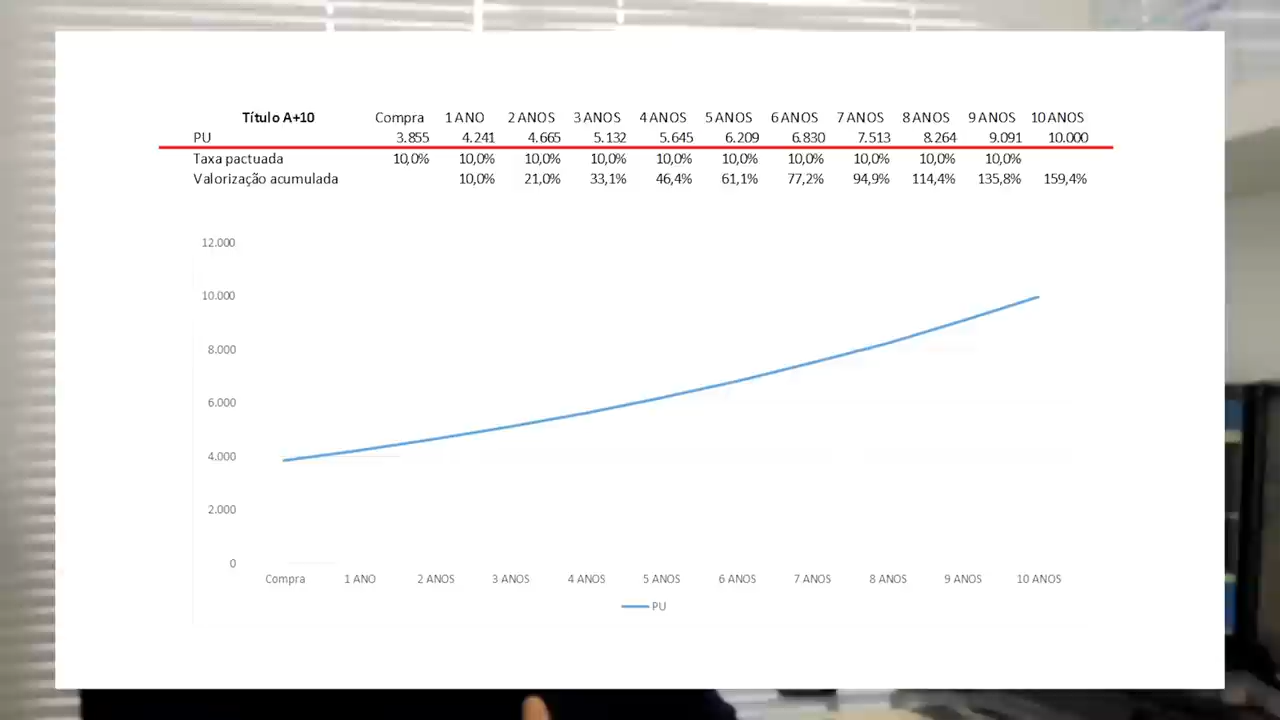 Título A+10 Compra 1 ANO 2 ANOS 3 ANOS 4 ANOS 5 ANOS 6 ANOS 7 ANOS 8 ANOS 9 ANOS 10 ANOS
PU 3.855 4.241 4.665 5.132 5.645 6.209 6.830 7.513 8.264 9.091 10.000
Taxa pactuada 10,0% 10,0% 10,0% 10,0% 10,0% 10,0% 10,0% 10,0% 10,0% 10,0%
Valorização acumulada 10,0% 21,0% 33,1% 46,4% 61,1% 77,2% 94,9% 114,4% 135,8% 159,4%
12.000
10.000
8.000
6.000
4.000
2.000
0
Compra 1 ANO 2 ANOS 3 ANOS 4 ANOS 5 ANOS 6 ANOS 7 ANOS 8 ANOS 9 ANOS 10 ANOS
PU